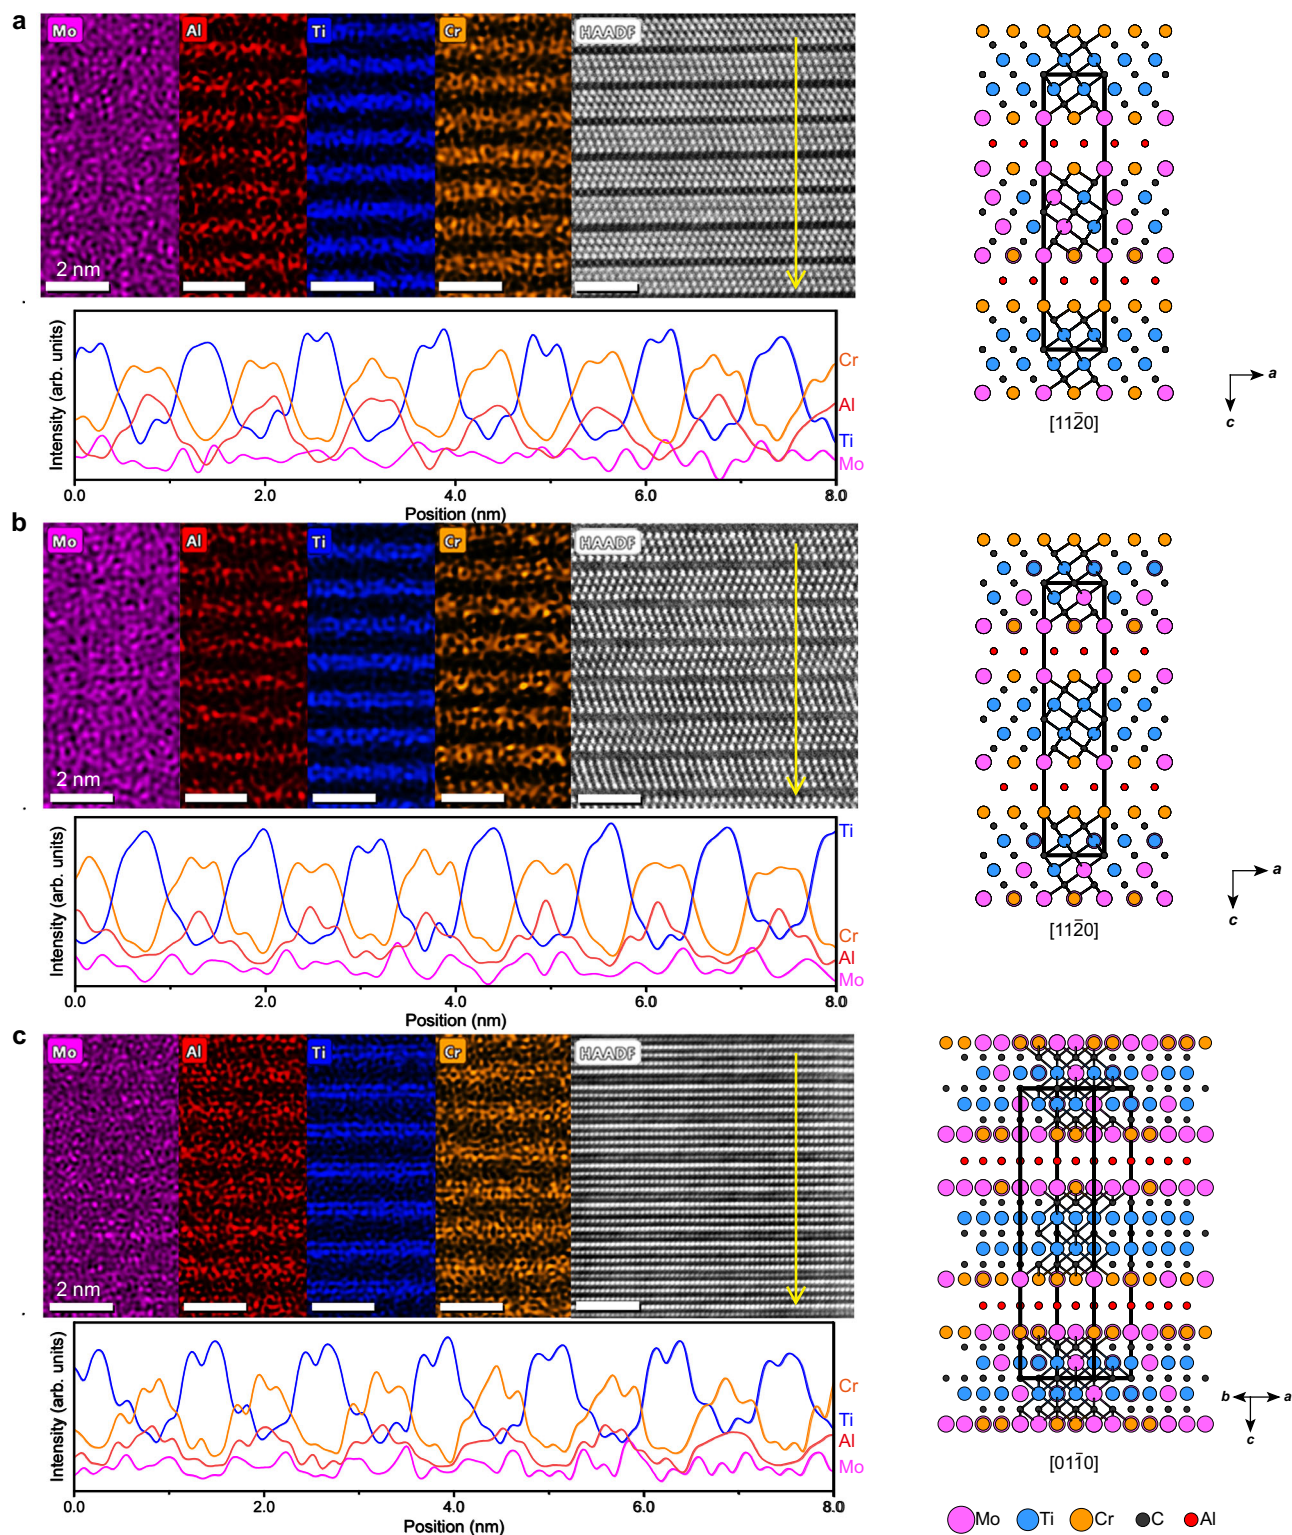 a
Mo Al Ti Cr HAADF
2 nm
Intensity (arb. units)
Cr
Al
Ti
Mo
0.0 2.0 4.0 6.0 8.0
Position (nm)
a
c
[112̄0]
b
Mo Al Ti Cr HAADF
2 nm
Intensity (arb. units)
Ti
Cr
Al
Mo
0.0 2.0 4.0 6.0 8.0
Position (nm)
a
c
[112̄0]
c
Mo Al Ti Cr HAADF
2 nm
Intensity (arb. units)
Cr
Ti
Al
Mo
0.0 2.0 4.0 6.0 8.0
Position (nm)
b a
c
[011̄0]
Mo Ti Cr C Al